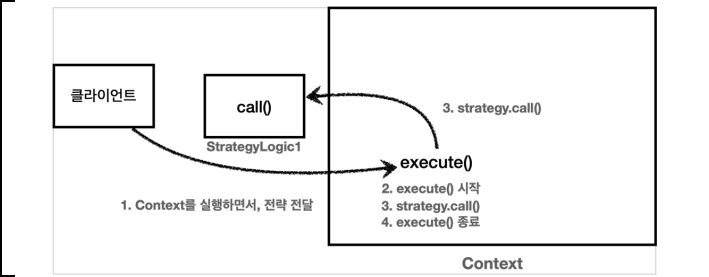 클라이언트
call()
StrategyLogic1
3. strategy.call()
execute()
1. Context를 실행하면서, 전략 전달
2. execute() 시작
3. strategy.call()
4. execute() 종료
Context